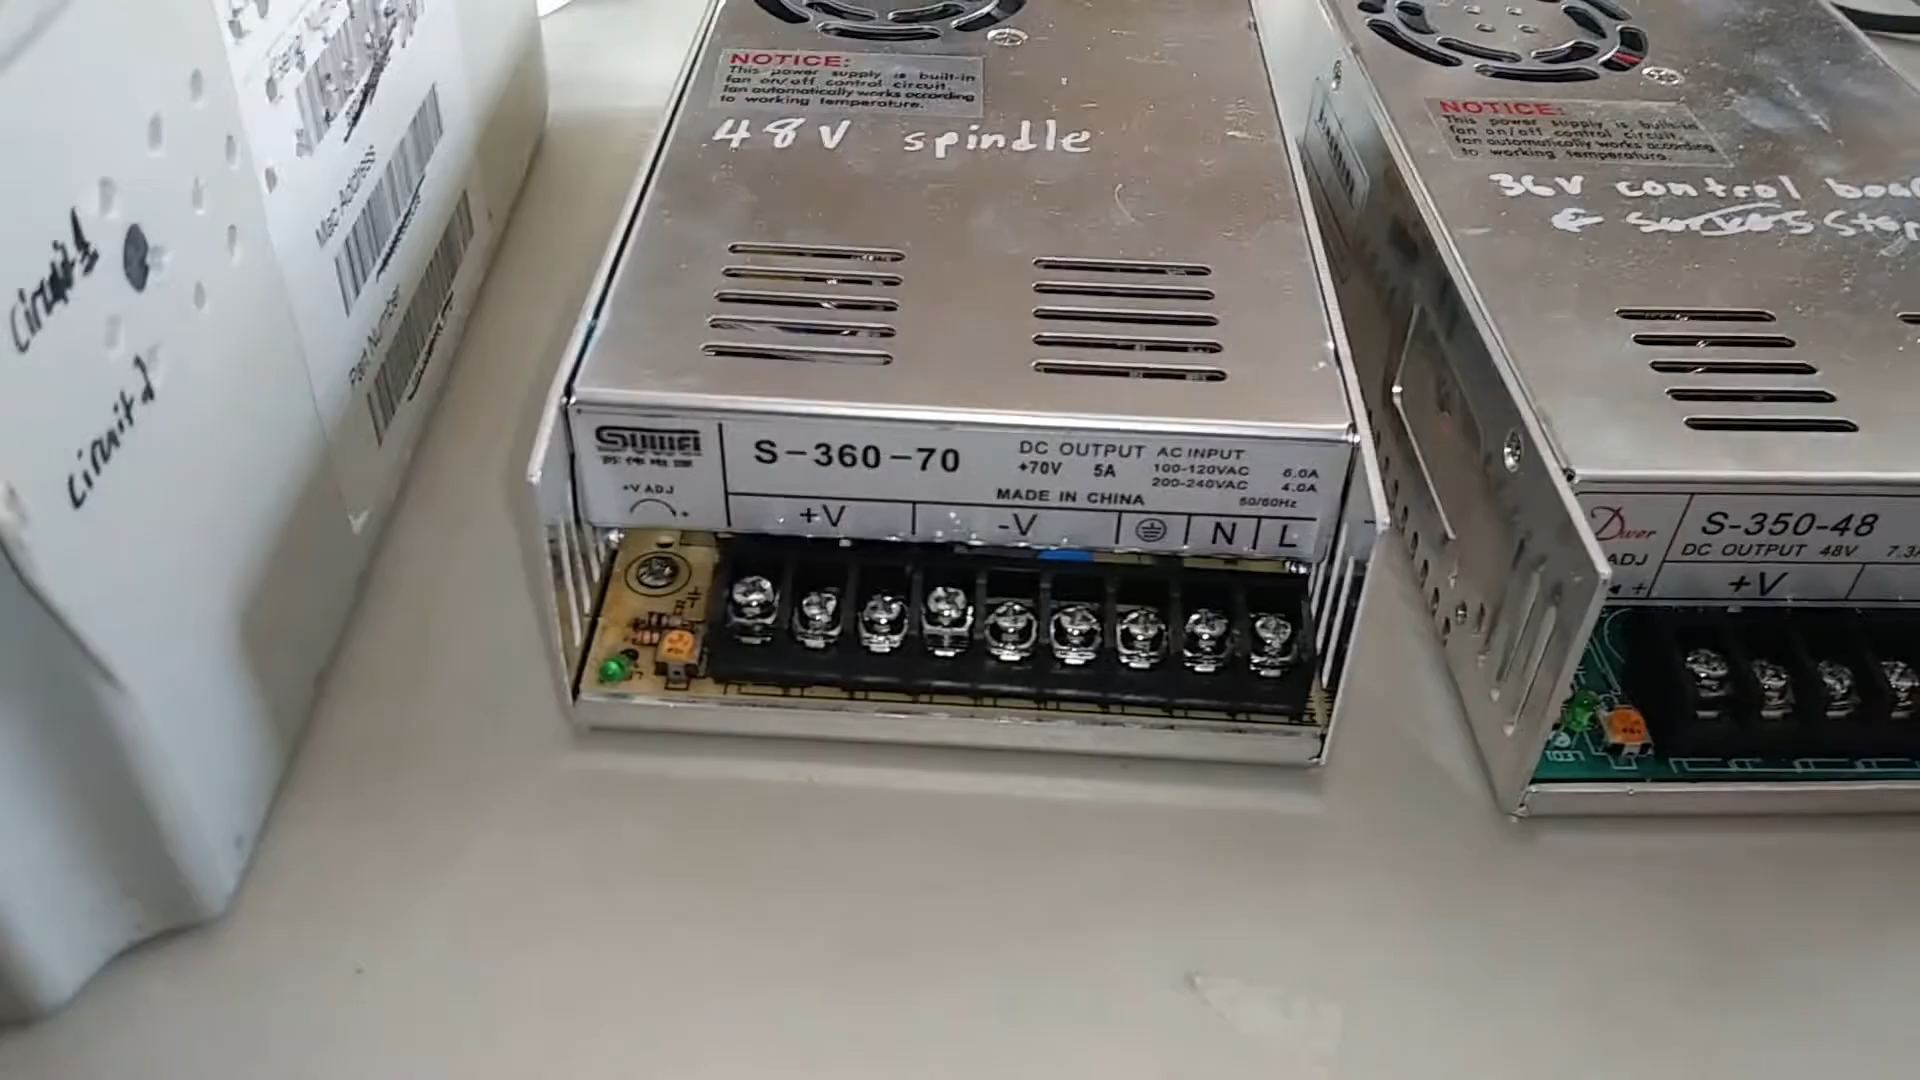 Circuit 1
Circuit 2
Mac Address
Part Number
NOTICE:
This power supply is built-in
fan on/off control circuit.
fan automatically works according
to working temperature.
48V spindle
S-360-70
DC OUTPUT
+70V 5A
AC INPUT
100-120VAC 6.0A
200-240VAC 4.0A
50/60Hz
MADE IN CHINA
+V ADJ
+V
-V
N
L
NOTICE:
This power supply is built-in
fan on/off control circuit.
fan automatically works according
to working temperature.
36V control
S-350-48
DC OUTPUT 48V
ADJ
+V